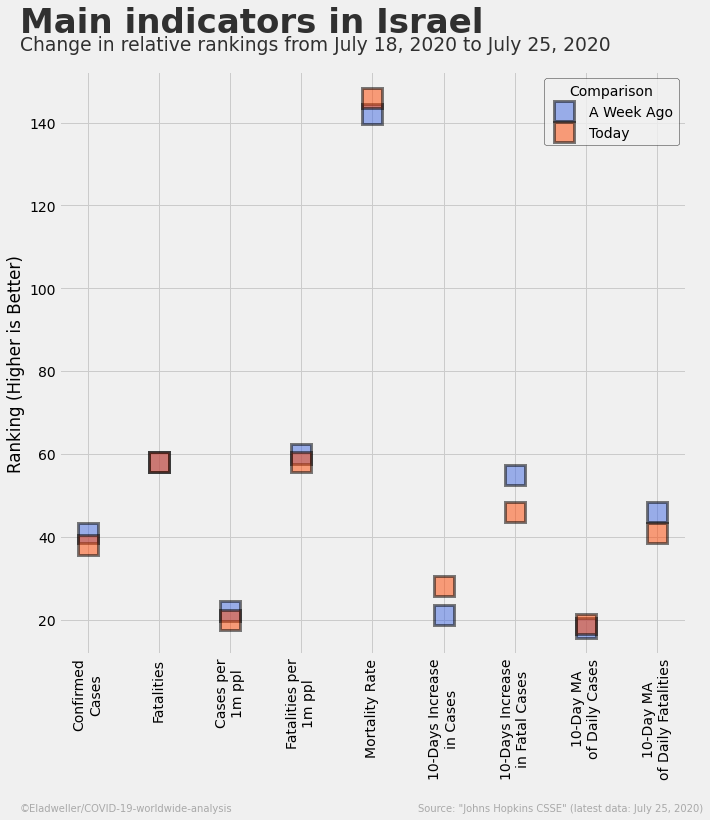 Main indicators in Israel
Change in relative rankings from July 18, 2020 to July 25, 2020
Comparison
A Week Ago
Today
Ranking (Higher is Better)
140
120
100
80
60
40
20
Confirmed
Cases
Fatalities
Cases per
1m ppl
Fatalities per
1m ppl
Mortality Rate
10-Days Increase
in Cases
10-Days Increase
in Fatal Cases
10-Day MA
of Daily Cases
10-Day MA
of Daily Fatalities
©Eladweller/COVID-19-worldwide-analysis
Source: "Johns Hopkins CSSE" (latest data: July 25, 2020)